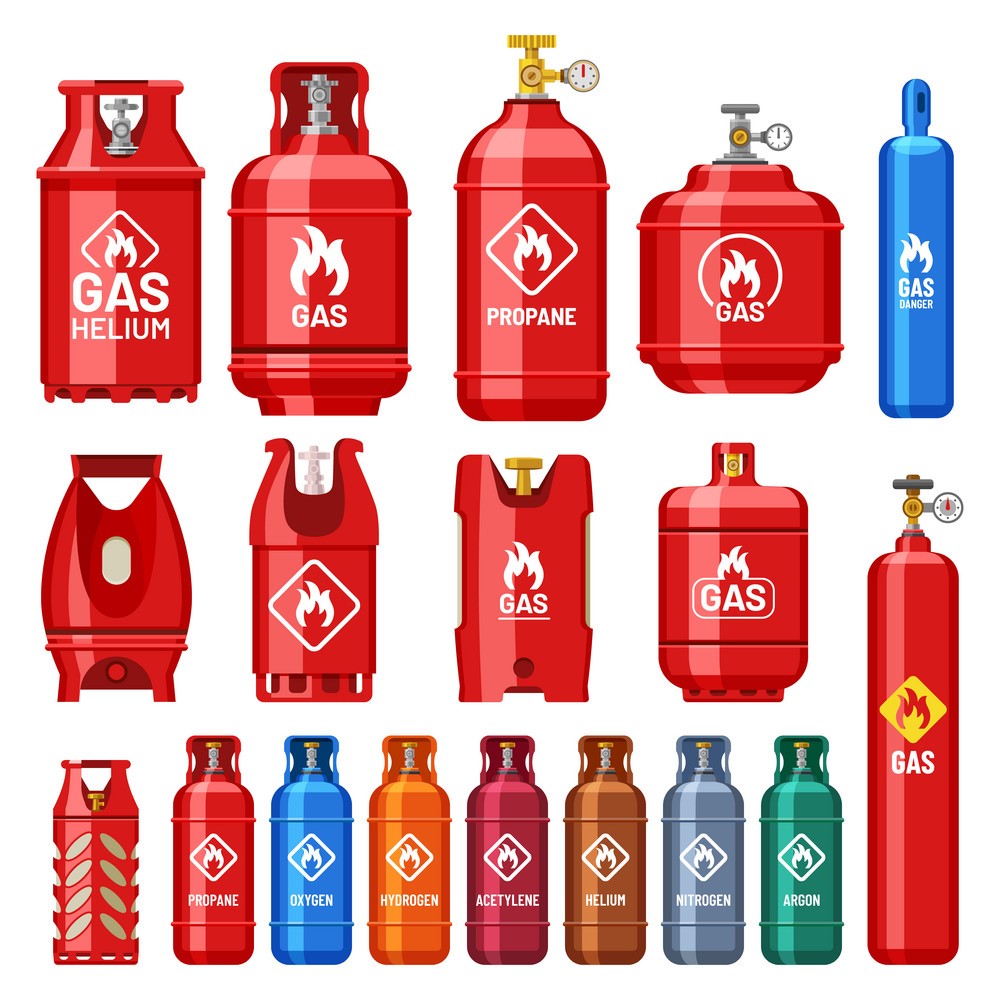 GAS
HELIUM
GAS
PROPANE
GAS
GAS
DANGER
GAS
GAS
GAS
PROPANE
OXYGEN
HYDROGEN
ACETYLENE
HELIUM
NITROGEN
ARGON